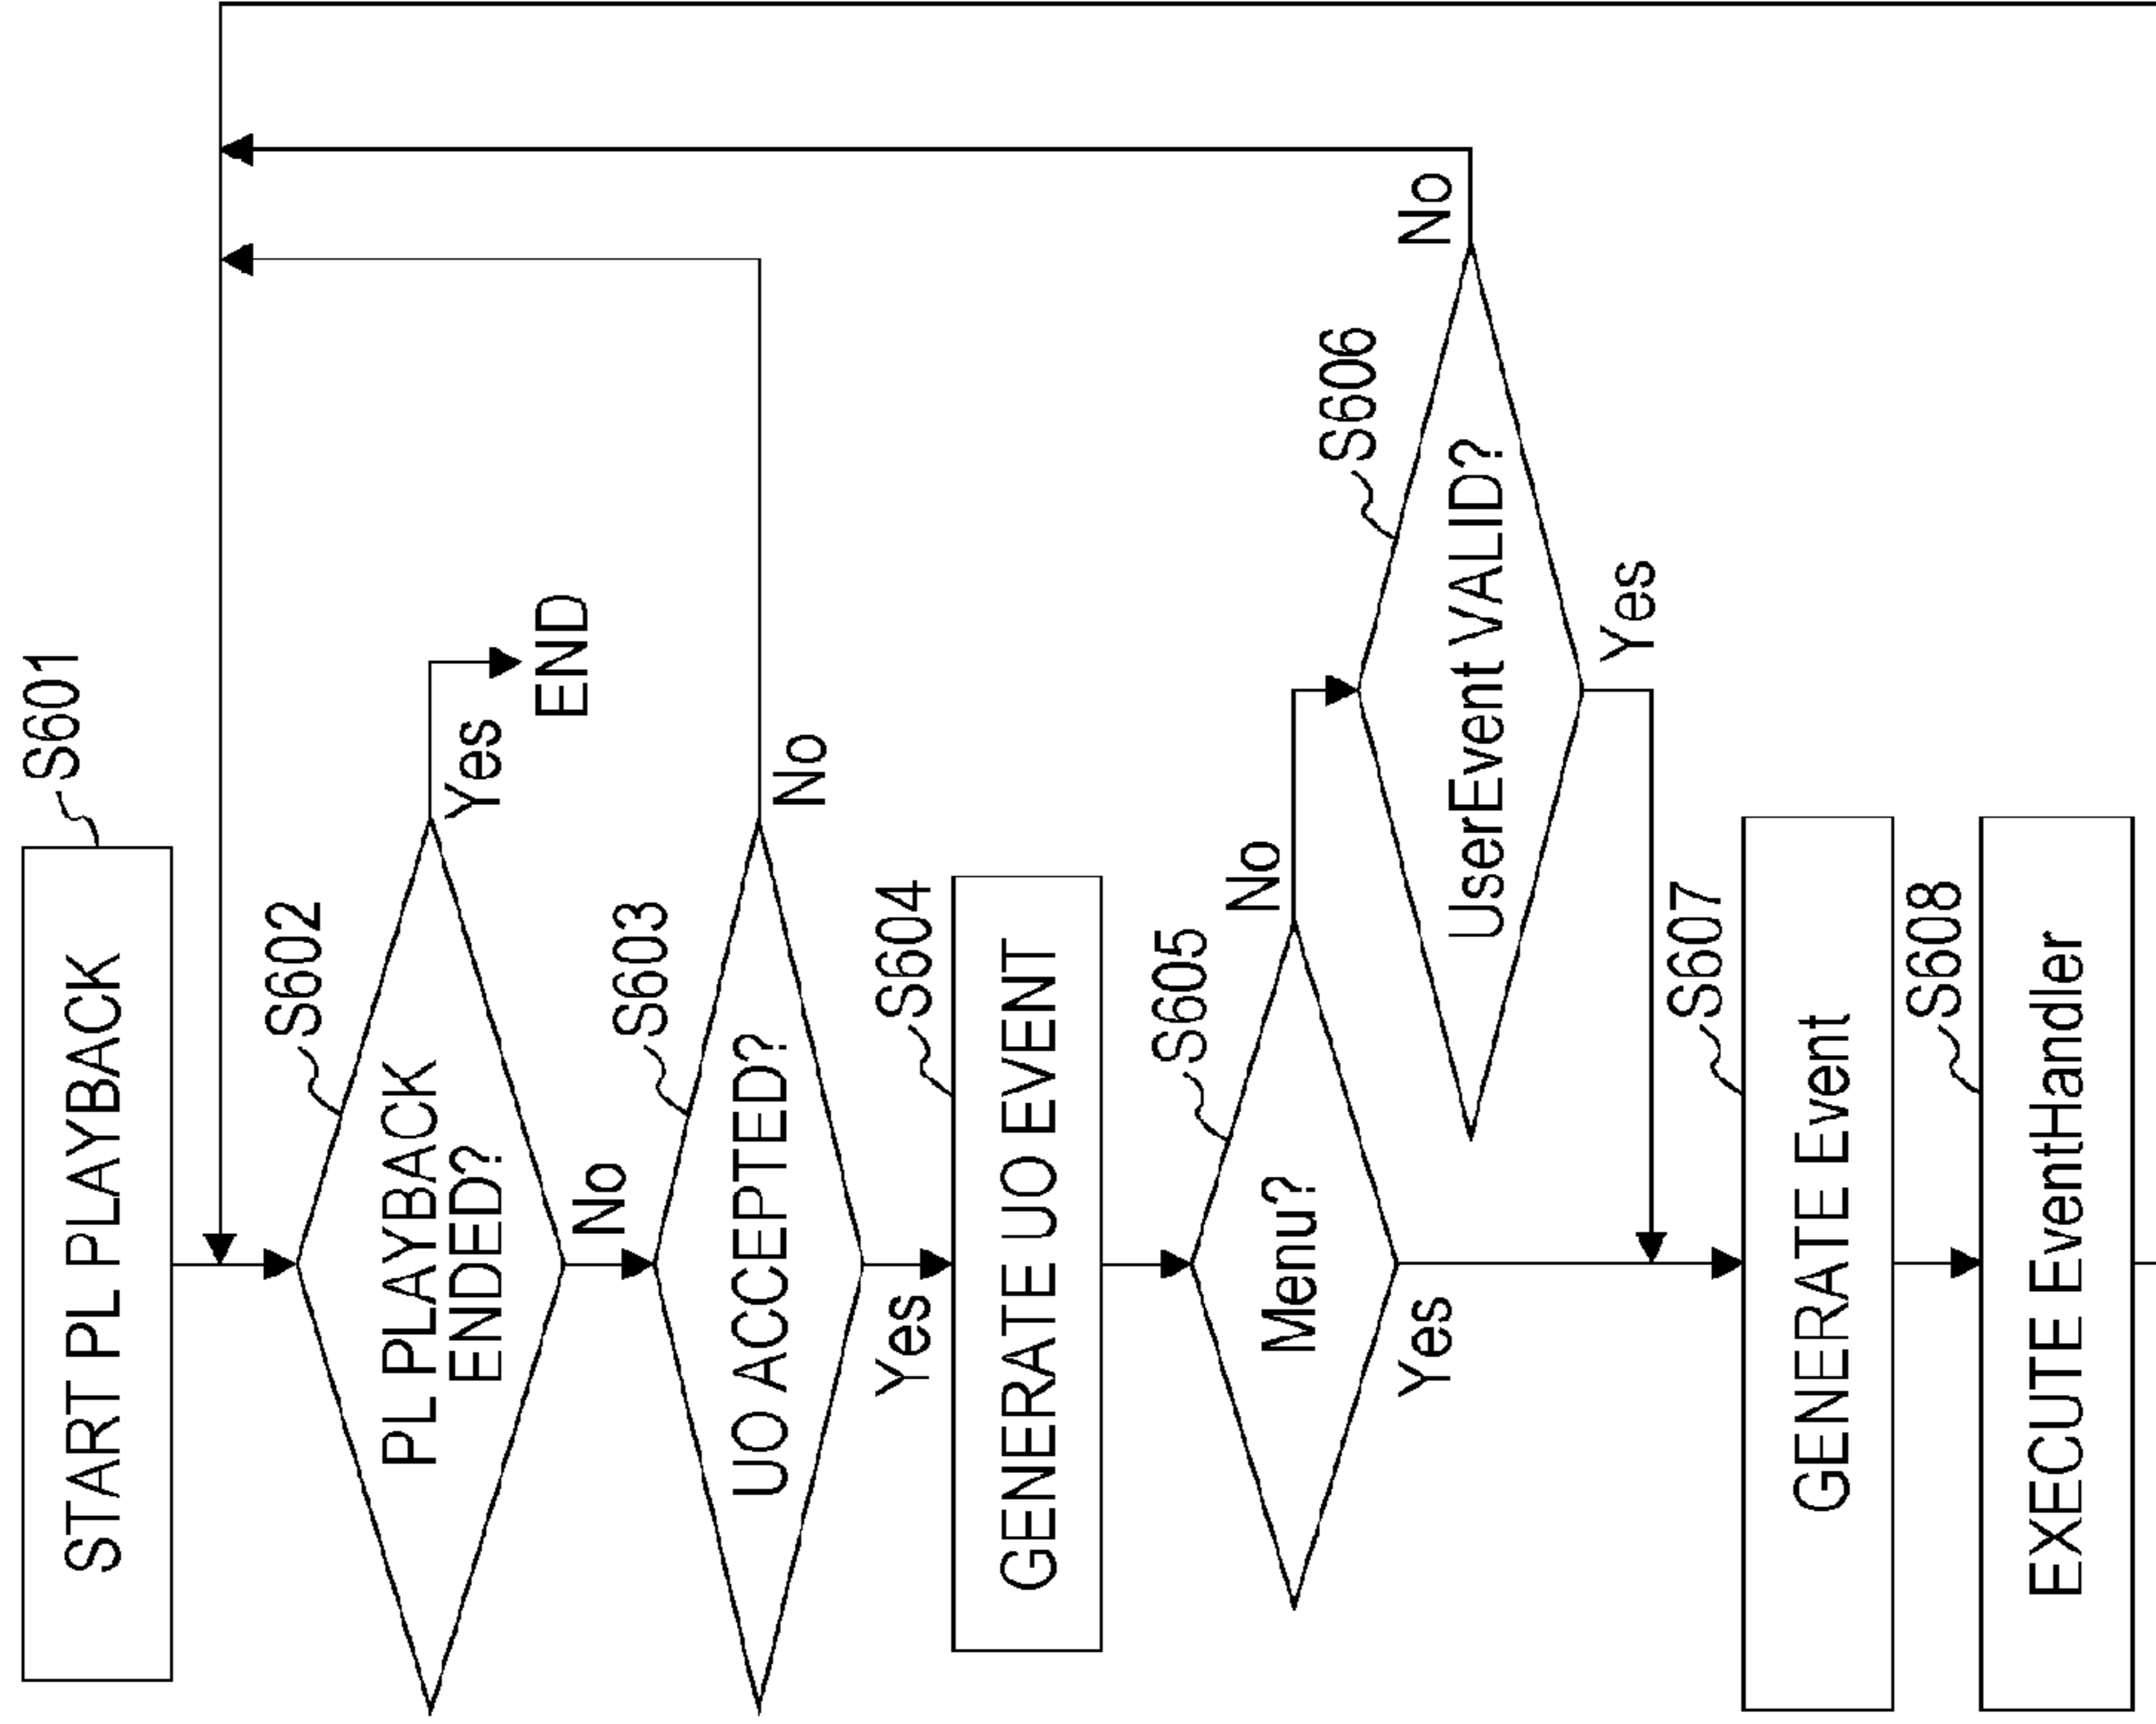 START PL PLAYBACK
S601
PL PLAYBACK
ENDED?
S602
Yes
END
No
UO ACCEPTED?
S603
No
Yes
GENERATE UO EVENT
S604
Menu?
S605
No
Yes
UserEvent VALID?
S606
No
Yes
GENERATE Event
S607
EXECUTE EventHandler
S608